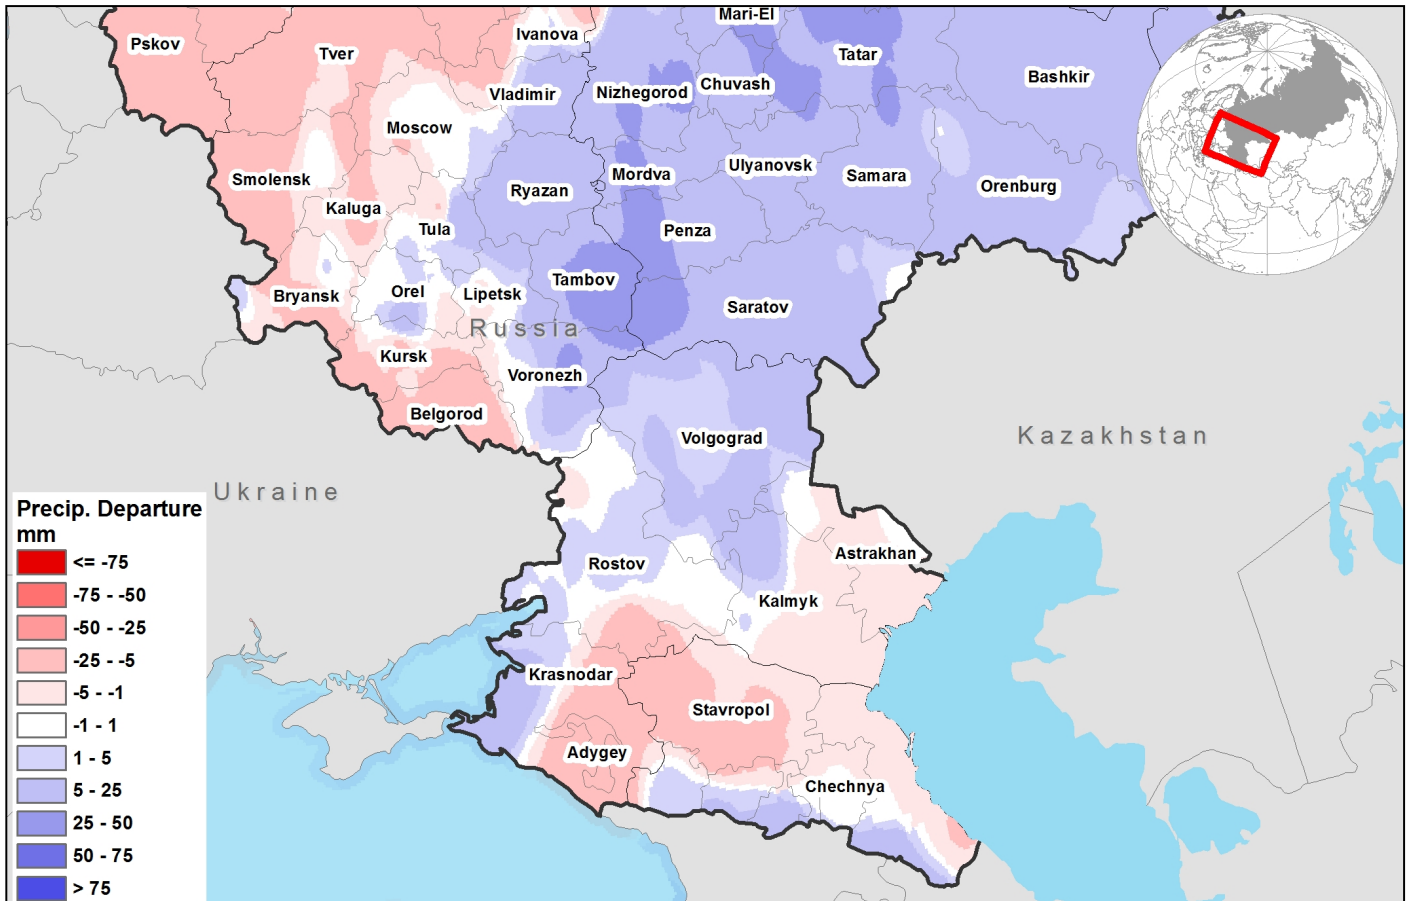 Mari-El
Ivanova
Pskov
Tver
Tatar
Bashkir
Chuvash
Nizhegorod
Vladimir
Moscow
Ulyanovsk
Mordva
Samara
Smolensk
Orenburg
Ryazan
Kaluga
Tula
Penza
Tambov
Orel
Lipetsk
Bryansk
Saratov
Russia
Kursk
Voronezh
Belgorod
Volgograd
Kazakhstan
Ukraine
Astrakhan
Rostov
Kalmyk
Krasnodar
Stavropol
Adygey
Chechnya
Precip. Departure
mm
<= -75
-75 - -50
-50 - -25
-25 - -5
-5 - -1
-1 - 1
1 - 5
5 - 25
25 - 50
50 - 75
> 75